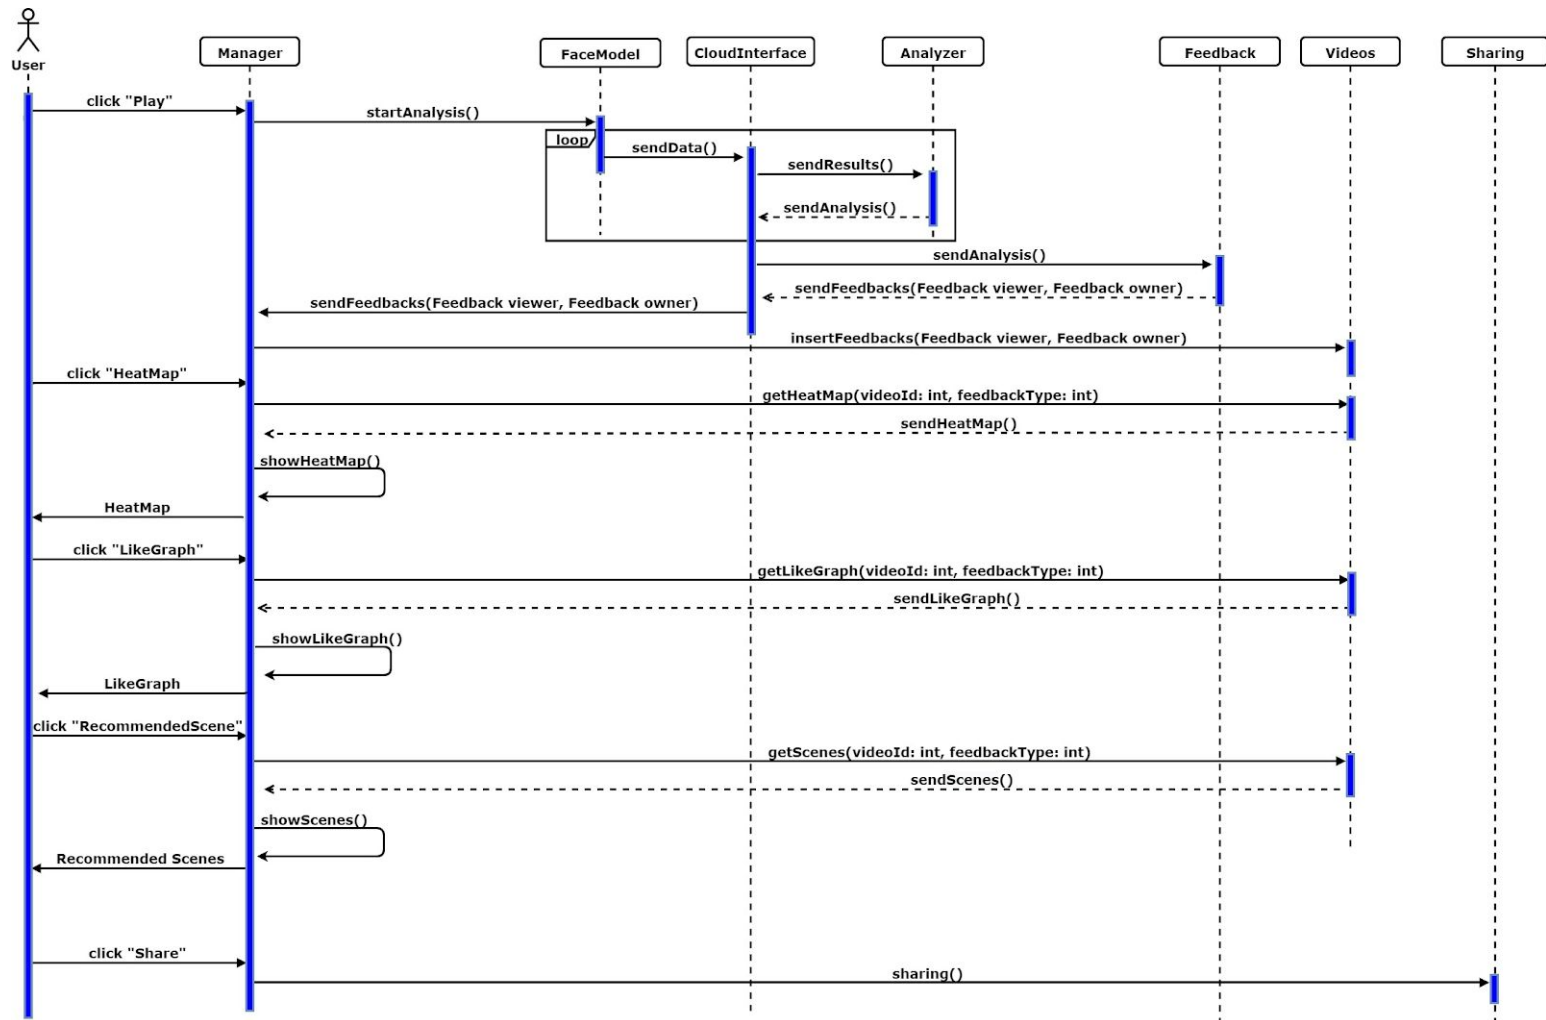 User
Manager
FaceModel
CloudInterface
Analyzer
Feedback
Videos
Sharing
click "Play"
startAnalysis()
loop
sendData()
sendResults()
sendAnalysis()
sendAnalysis()
sendFeedbacks(Feedback viewer, Feedback owner)
sendFeedbacks(Feedback viewer, Feedback owner)
insertFeedbacks(Feedback viewer, Feedback owner)
click "HeatMap"
getHeatMap(videoId: int, feedbackType: int)
sendHeatMap()
showHeatMap()
HeatMap
click "LikeGraph"
getLikeGraph(videoId: int, feedbackType: int)
sendLikeGraph()
showLikeGraph()
LikeGraph
click "RecommendedScene"
getScenes(videoId: int, feedbackType: int)
sendScenes()
showScenes()
Recommended Scenes
click "Share"
sharing()